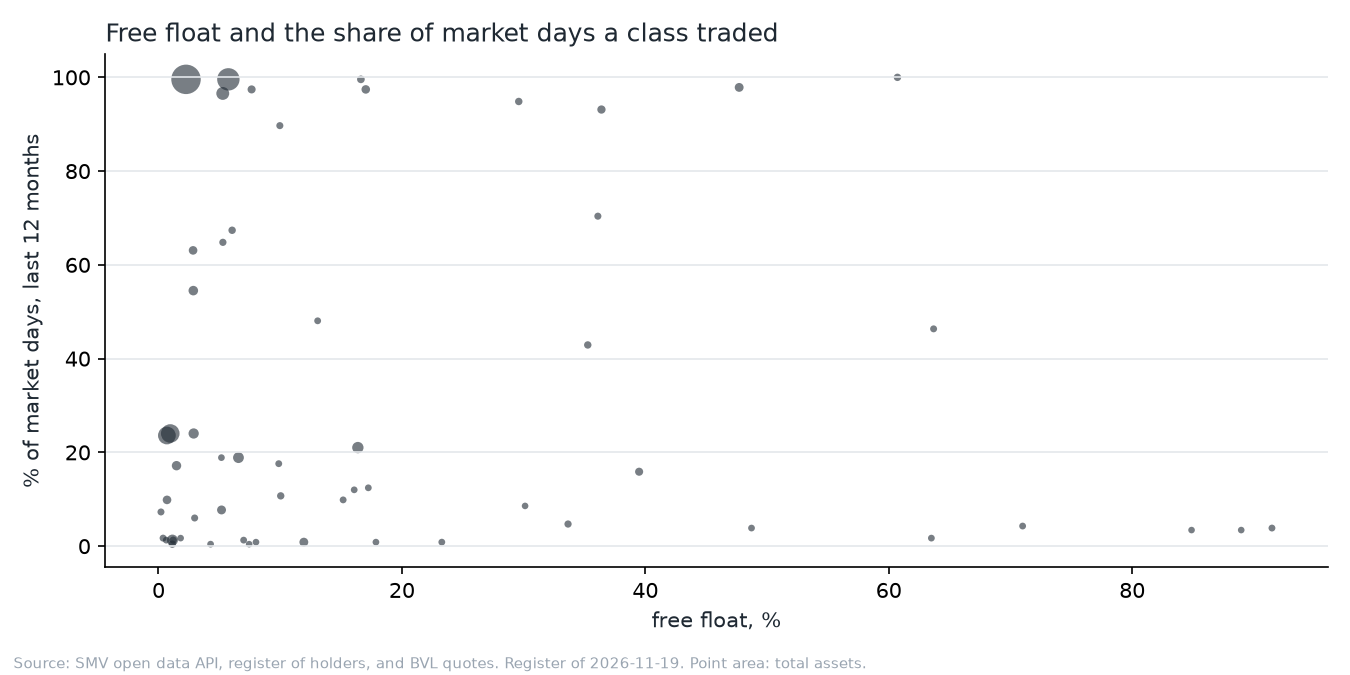 Free float and the share of market days a class traded
% of market days, last 12 months
100
80
60
40
20
0
0 20 40 60 80
free float, %
Source: SMV open data API, register of holders, and BVL quotes. Register of 2026-11-19. Point area: total assets.